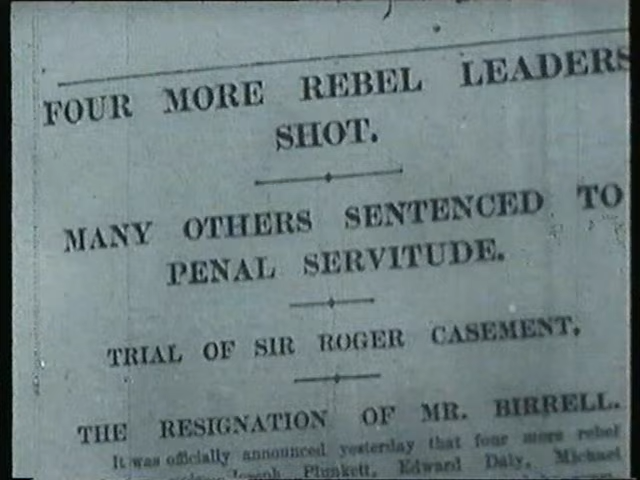 FOUR MORE REBEL LEADERS
SHOT.
MANY OTHERS SENTENCED TO
PENAL SERVITUDE.
TRIAL OF SIR ROGER CASEMENT.
THE RESIGNATION OF MR. BIRRELL.
It was officially announced yesterday that four more rebel
Joseph Plunkett, Edward Daly, Michael